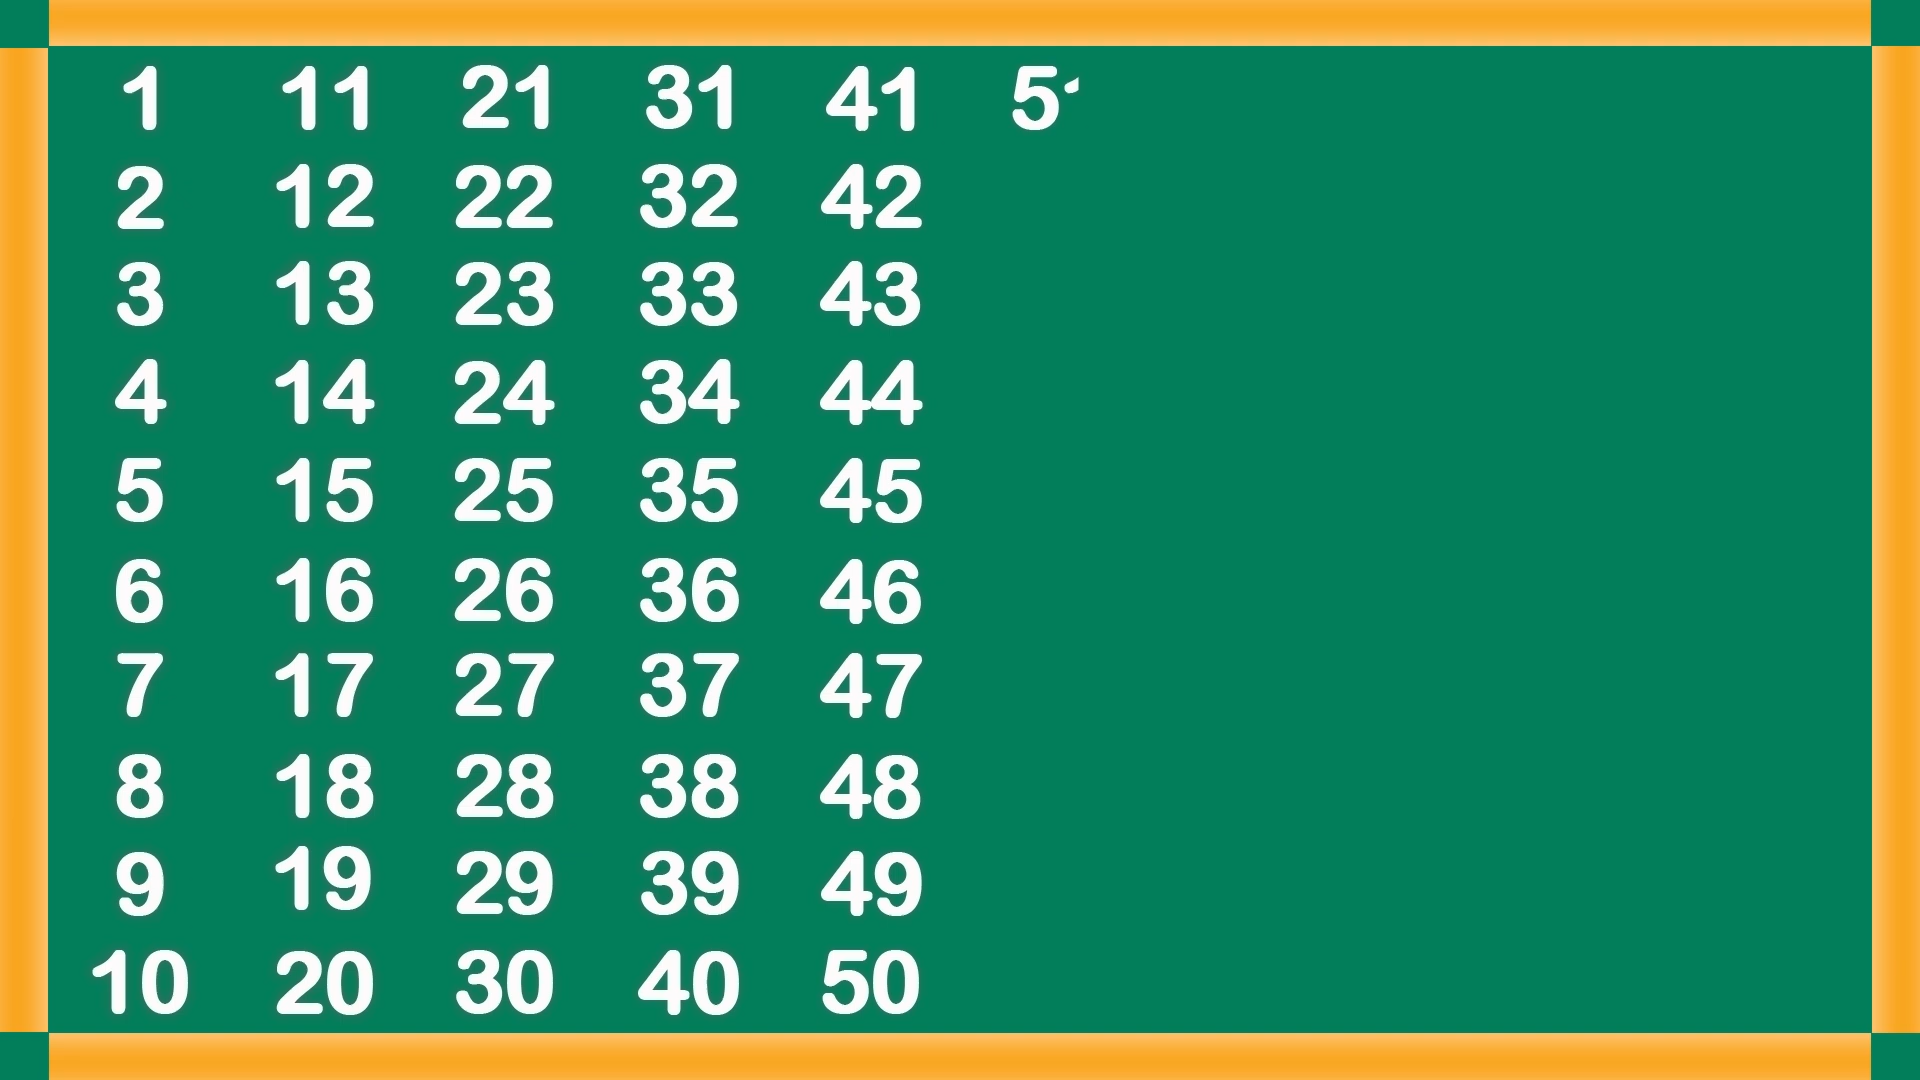 1 11 21 31 41 5
2 12 22 32 42
3 13 23 33 43
4 14 24 34 44
5 15 25 35 45
6 16 26 36 46
7 17 27 37 47
8 18 28 38 48
9 19 29 39 49
10 20 30 40 50